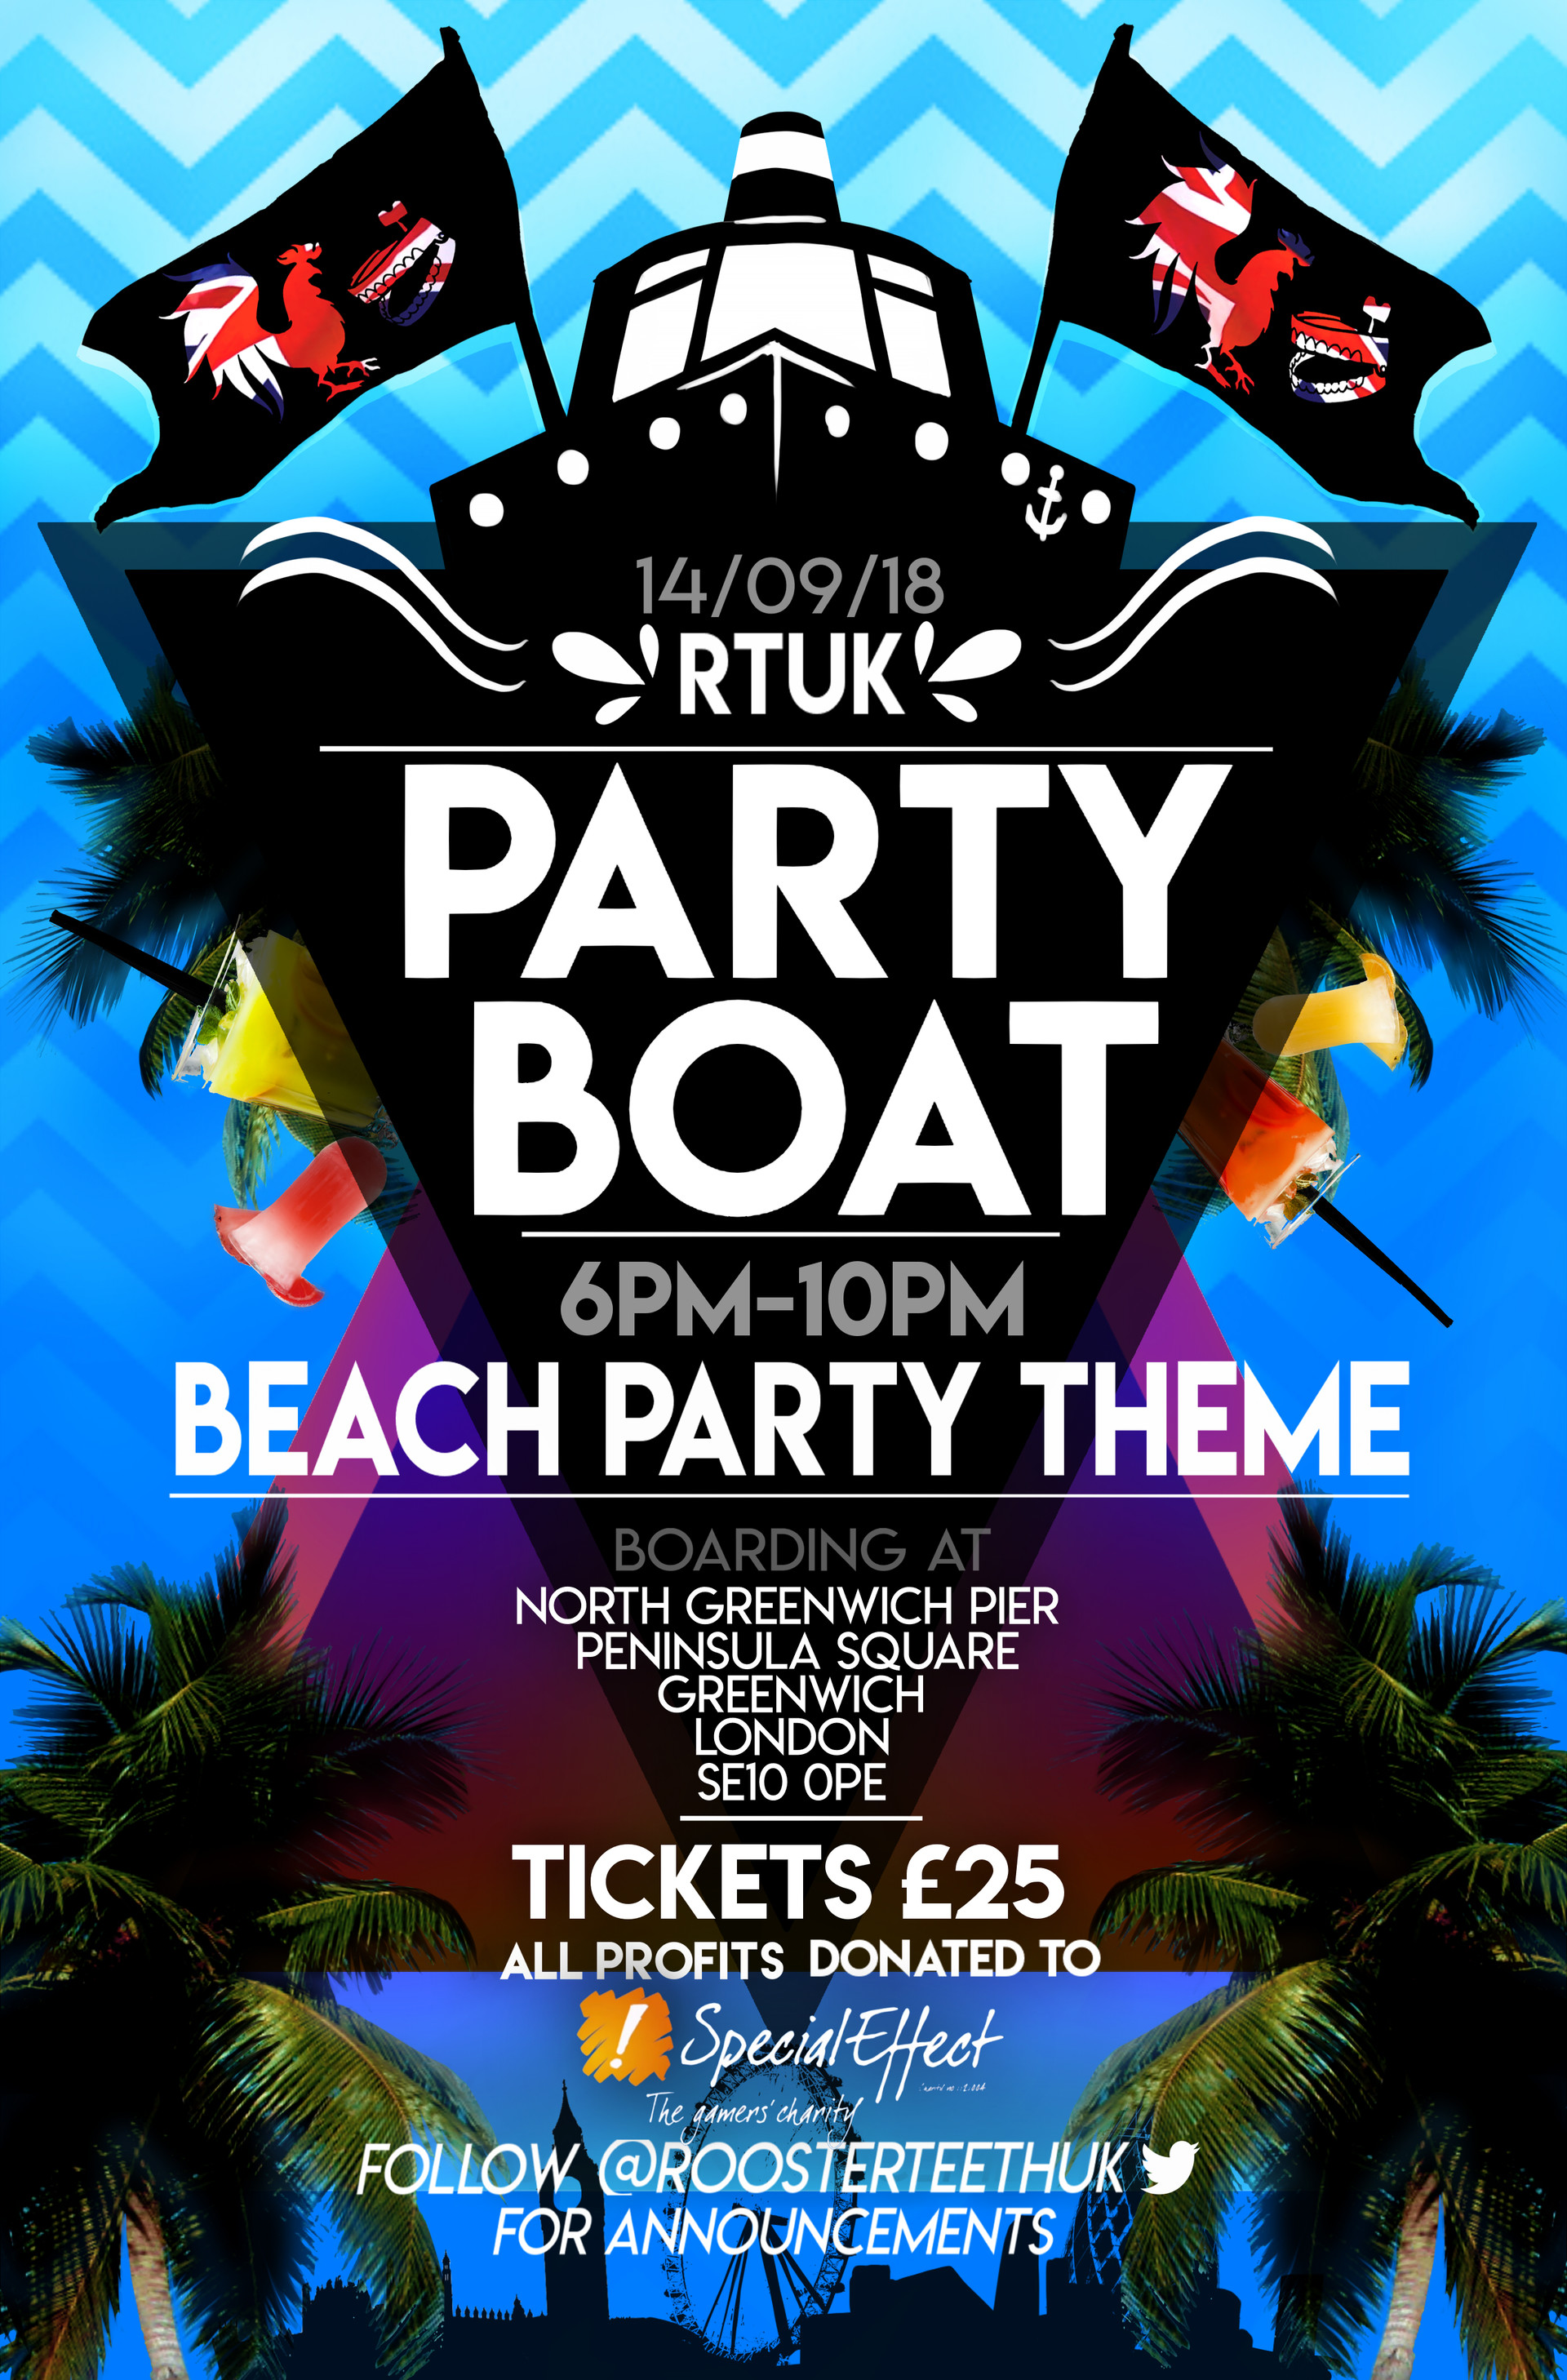 14/09/18
RTUK
PARTY
BOAT
6PM-10PM
BEACH PARTY THEME
BOARDING AT
NORTH GREENWICH PIER
PENINSULA SQUARE
GREENWICH
LONDON
SE10 0PE
TICKETS £25
ALL PROFITS DONATED TO
! SpecialEffect
The gamers' charity
FOLLOW @ROOSTERTEETHUK
FOR ANNOUNCEMENTS